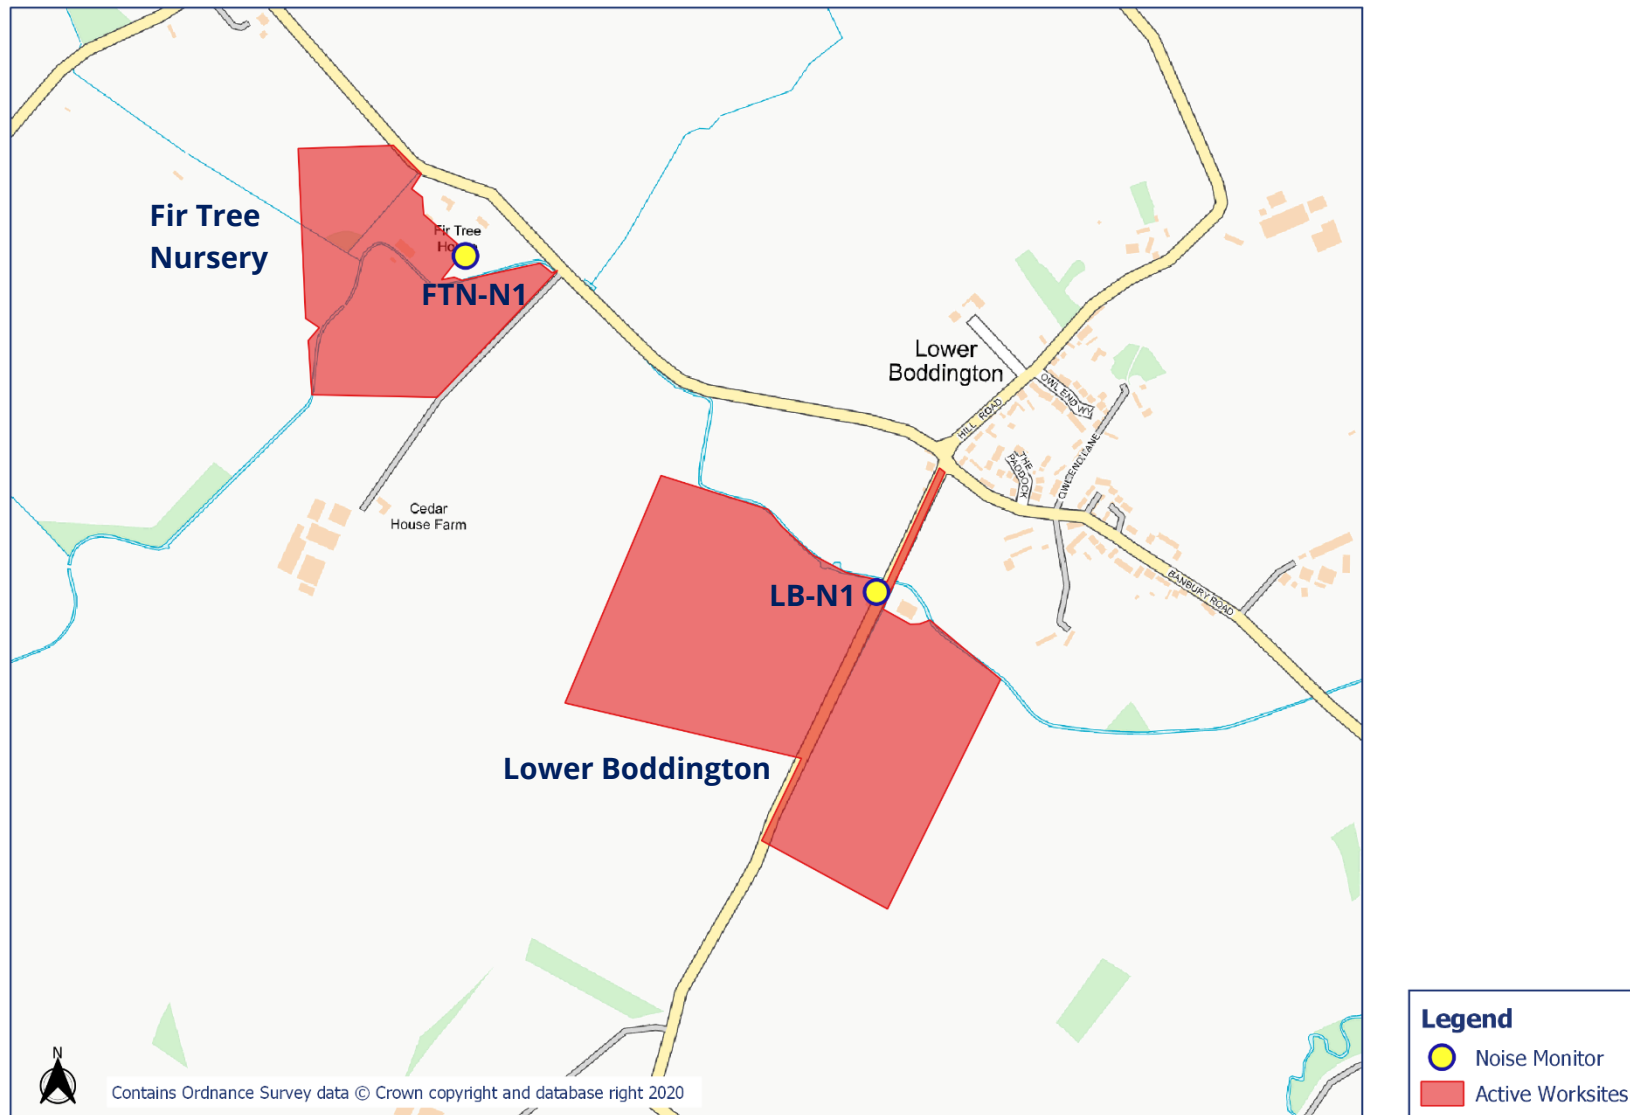 Fir Tree
Nursery
Fir Tree
FTN-N1
Lower
Boddington
OWL END WY
HILL ROAD
THE
PADDOCK
OWL END LANE
Cedar
House Farm
LB-N1
BANBURY ROAD
Lower Boddington
N
Contains Ordnance Survey data © Crown copyright and database right 2020
Legend
Noise Monitor
Active Worksites